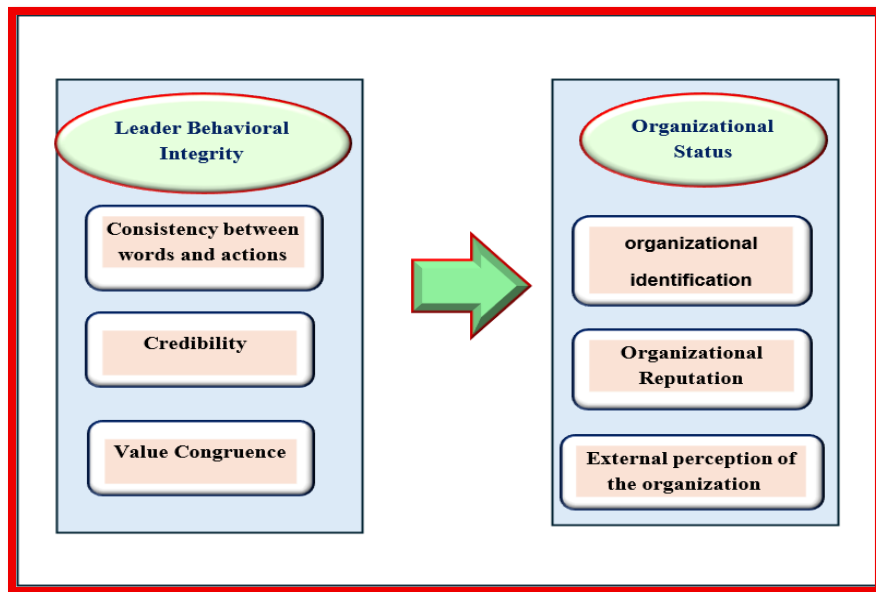 Leader Behavioral
Integrity
Consistency between
words and actions
Credibility
Value Congruence
Organizational
Status
organizational
identification
Organizational
Reputation
External perception of
the organization